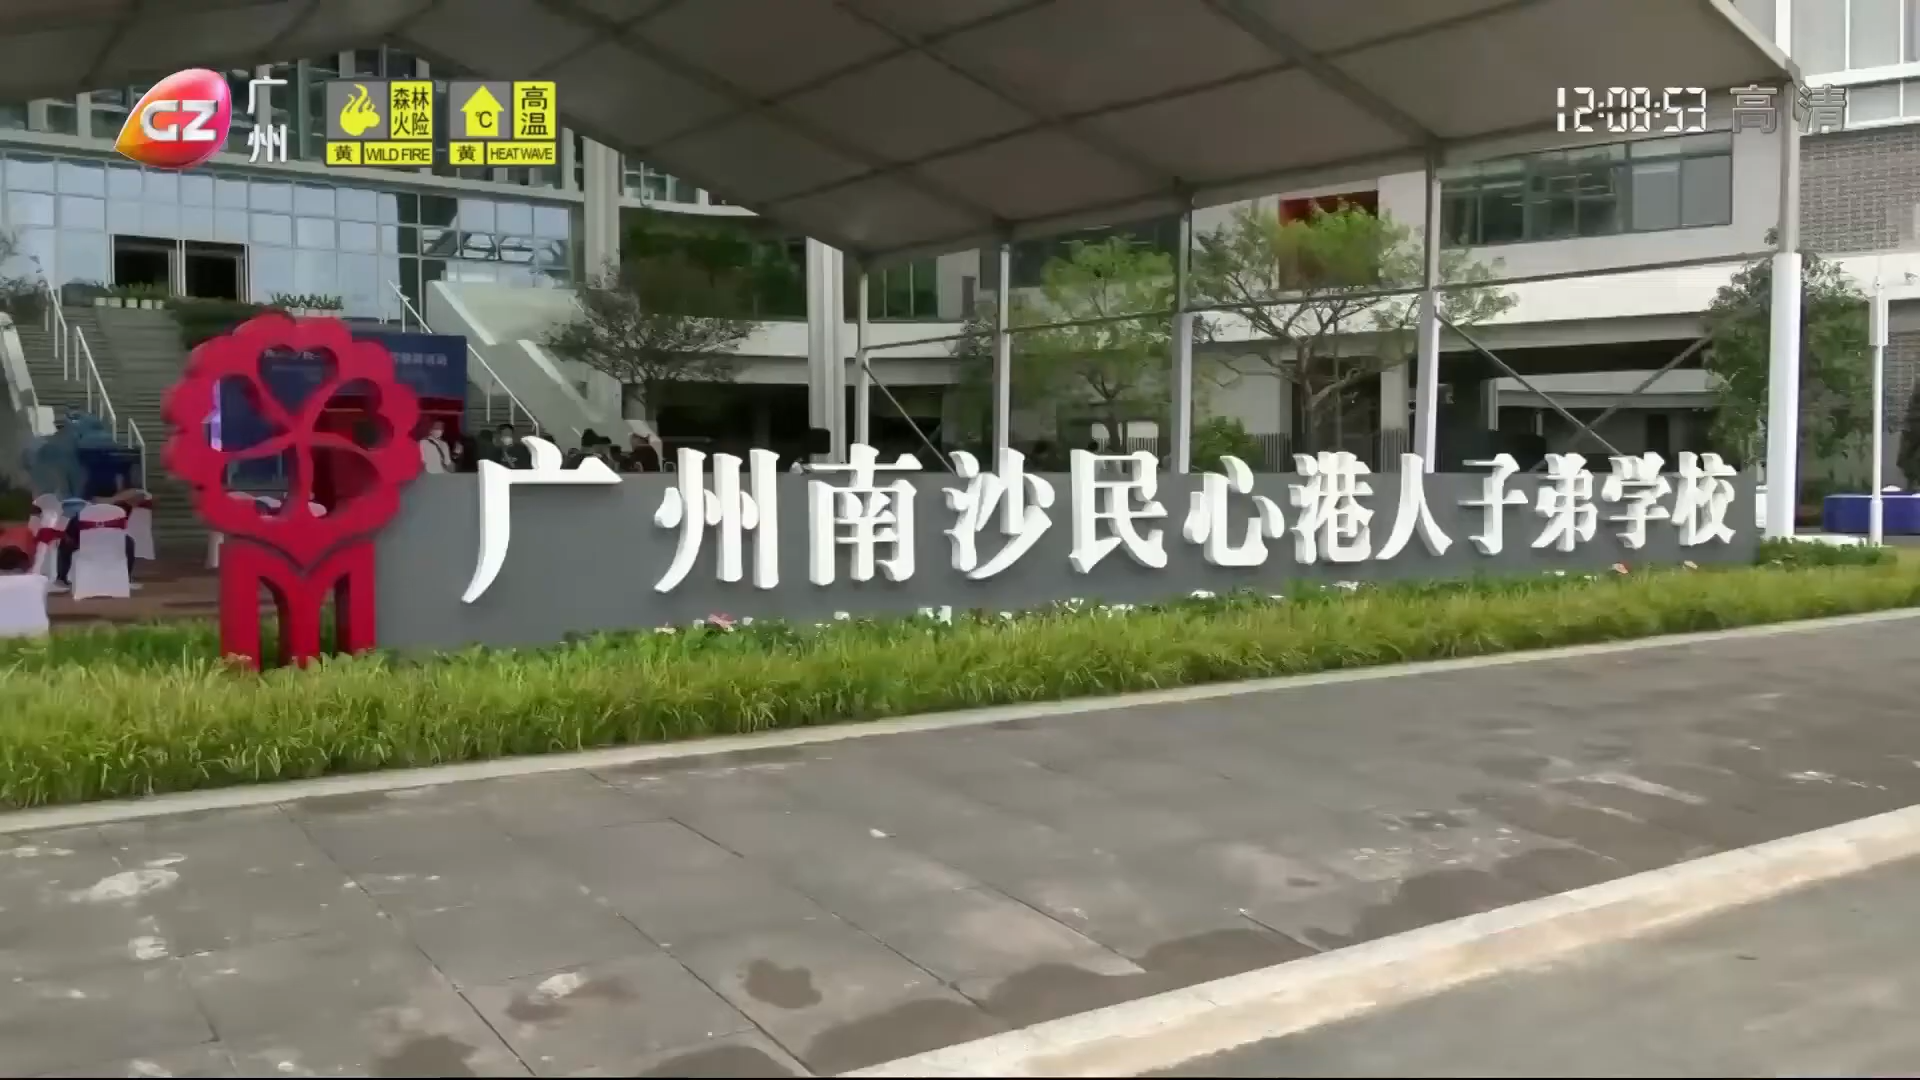 GZ
广州
森林火险
黄 WILD FIRE
高温
℃
黄 HEAT WAVE
12:08:53 高清
广州南沙民心港人子弟学校